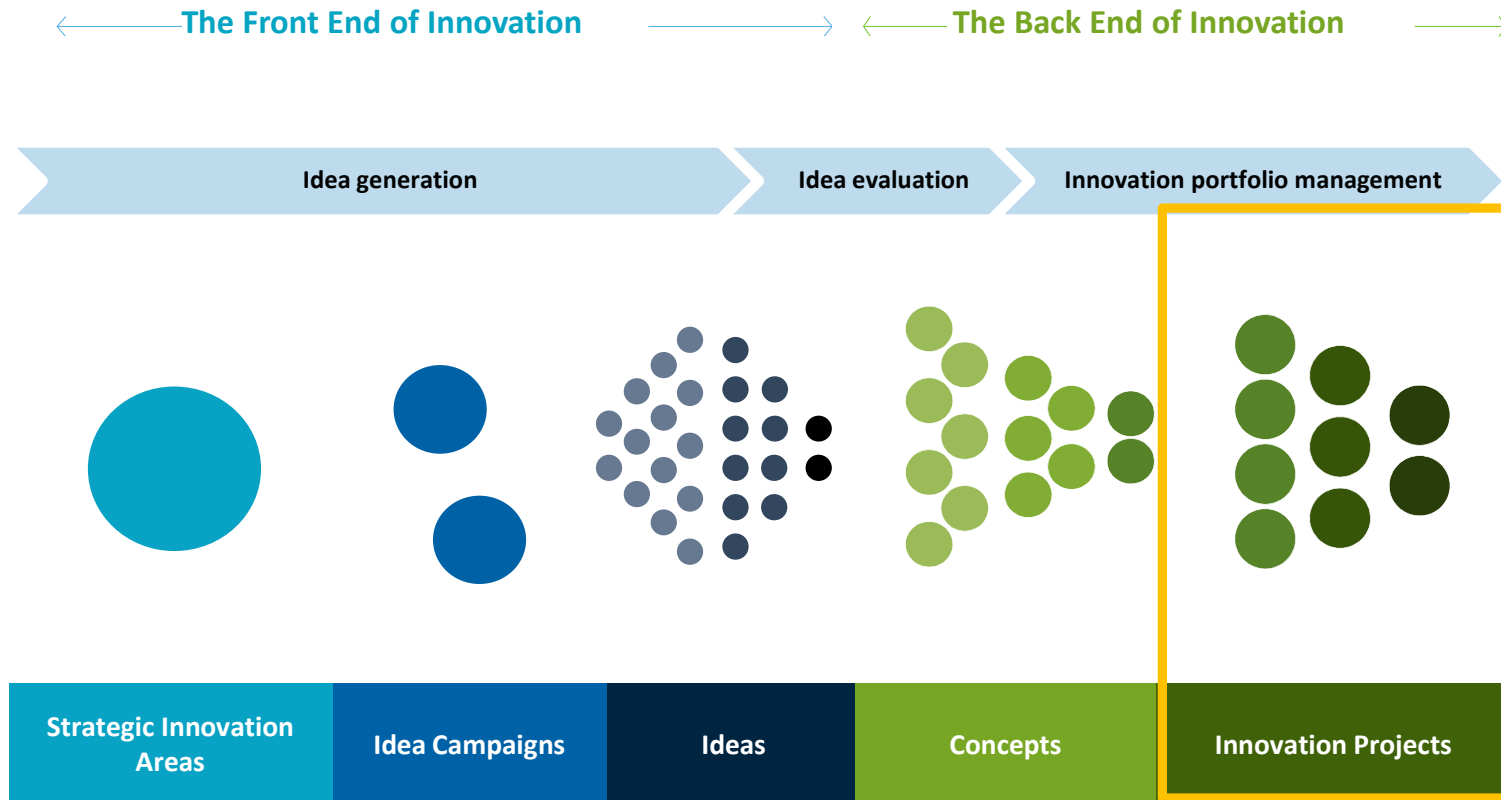 The Front End of Innovation
The Back End of Innovation
Idea generation
Idea evaluation
Innovation portfolio management
Strategic Innovation
Areas
Idea Campaigns
Ideas
Concepts
Innovation Projects